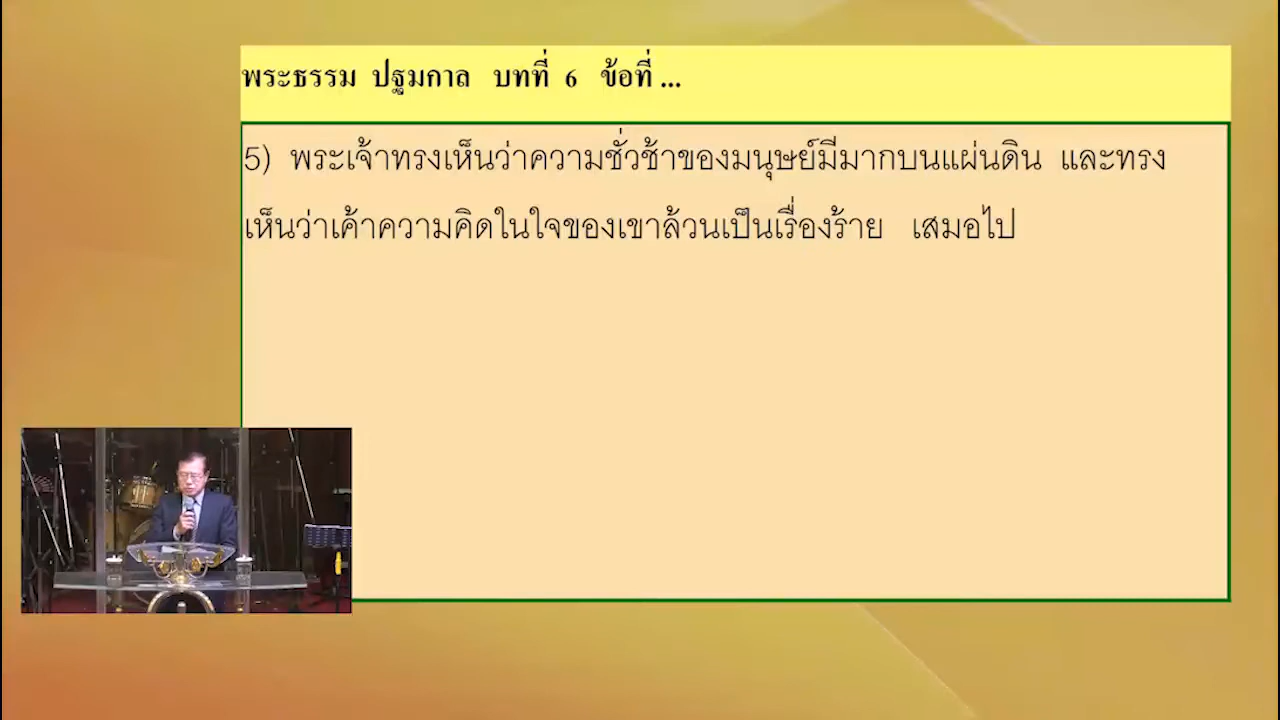 พระธรรม ปฐมกาล บทที่ 6 ข้อที่ ...
5) พระเจ้าทรงเห็นว่าความชั่วช้าของมนุษย์มีมากบนแผ่นดิน และทรง
เห็นว่าเค้าความคิดในใจของเขาล้วนเป็นเรื่องร้าย เสมอไป